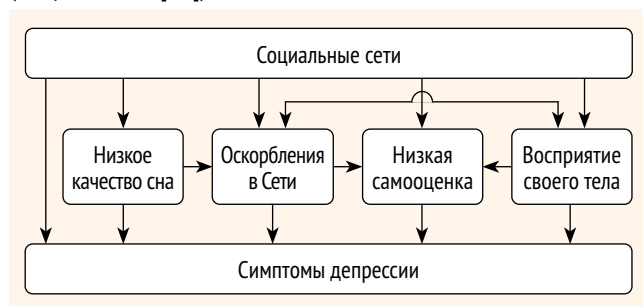 Социальные сети
Низкое
качество сна
Оскорбления
в Сети
Низкая
самооценка
Восприятие
своего тела
Симптомы депрессии